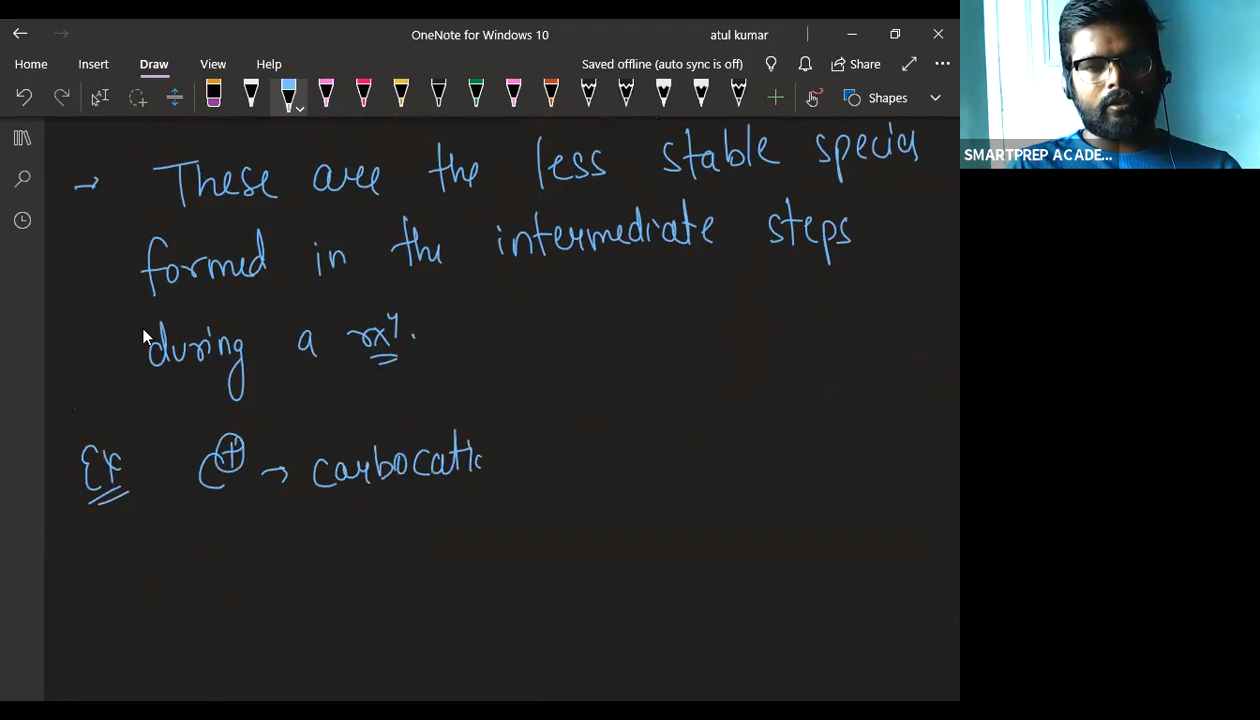 OneNote for Windows 10
atul kumar
Home Insert Draw View Help
Saved offline (auto sync is off) Share
Shapes
SMARTPREP ACADE...
→ These are the less stable species
formed in the intermediate steps
during a rxn.
Ex C+ → carbocatio